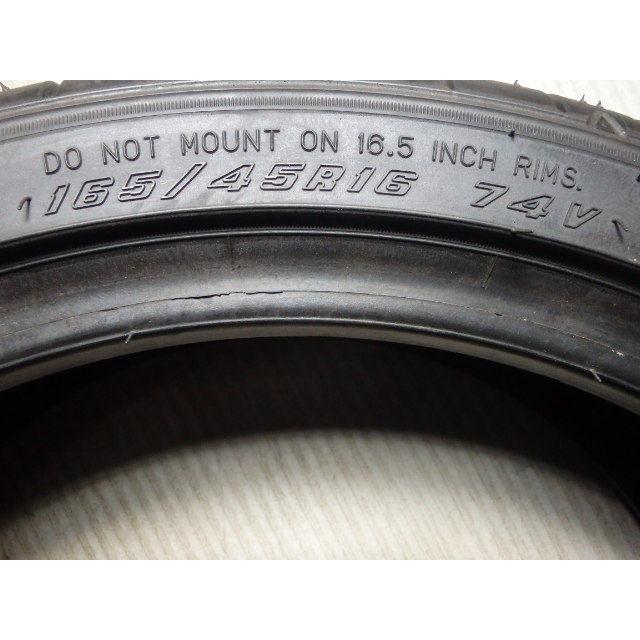 DO NOT MOUNT ON 16.5 INCH RIMS.
165/45R16 74V